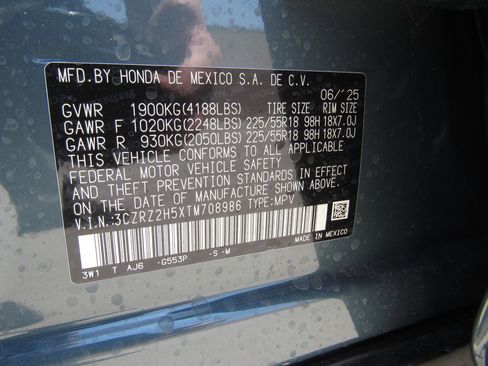 MFD.BY HONDA DE MEXICO S.A. DE C.V.
06/'25
GVWR 1900KG(4188LBS) TIRE SIZE RIM SIZE
GAWR F 1020KG(2248LBS) 225/55R18 98H 18X7.0J
GAWR R 930KG(2050LBS) 225/55R18 98H 18X7.0J
THIS VEHICLE CONFORMS TO ALL APPLICABLE
FEDERAL MOTOR VEHICLE SAFETY
AND THEFT PREVENTION STANDARDS
IN EFFECT ON THE DATE OF MANUFACTURE SHOWN ABOVE.
V.I.N.:3CZRZ2H5XTM708986 TYPE:MPV
3W1 T AJ6 -G553P -S -M
MADE IN MEXICO